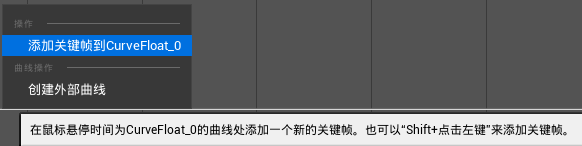 操作
添加关键帧到CurveFloat_0
曲线操作
创建外部曲线
在鼠标悬停时间为CurveFloat_0的曲线处添加一个新的关键帧。也可以“Shift+点击左键”来添加关键帧。